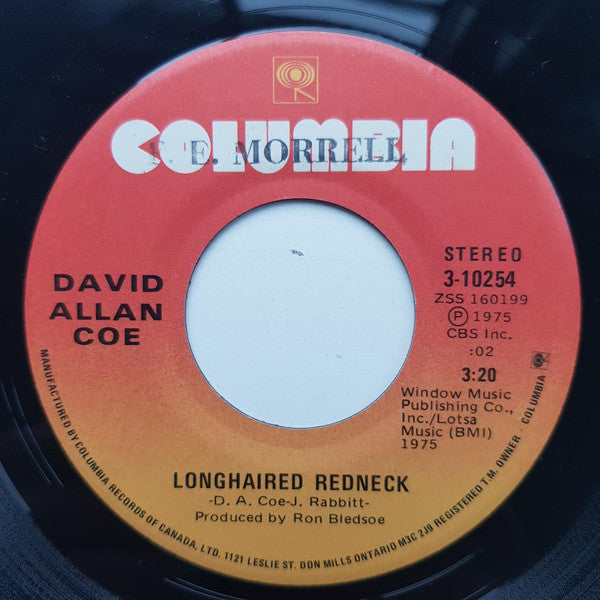 COLUMBIA
F. E. MORRELL
DAVID
ALLAN
COE
STEREO
3-10254
ZSS 160199
Ⓟ 1975
CBS Inc.
:02
3:20
Window Music
Publishing Co.,
Inc./Lotsa
Music (BMI)
1975
LONGHAIRED REDNECK
-D. A. Coe-J. Rabbitt-
Produced by Ron Bledsoe
MANUFACTURED BY COLUMBIA RECORDS OF CANADA, LTD. 1121 LESLIE ST. DON MILLS ONTARIO M3C 2J9 REGISTERED T.M. OWNER - COLUMBIA